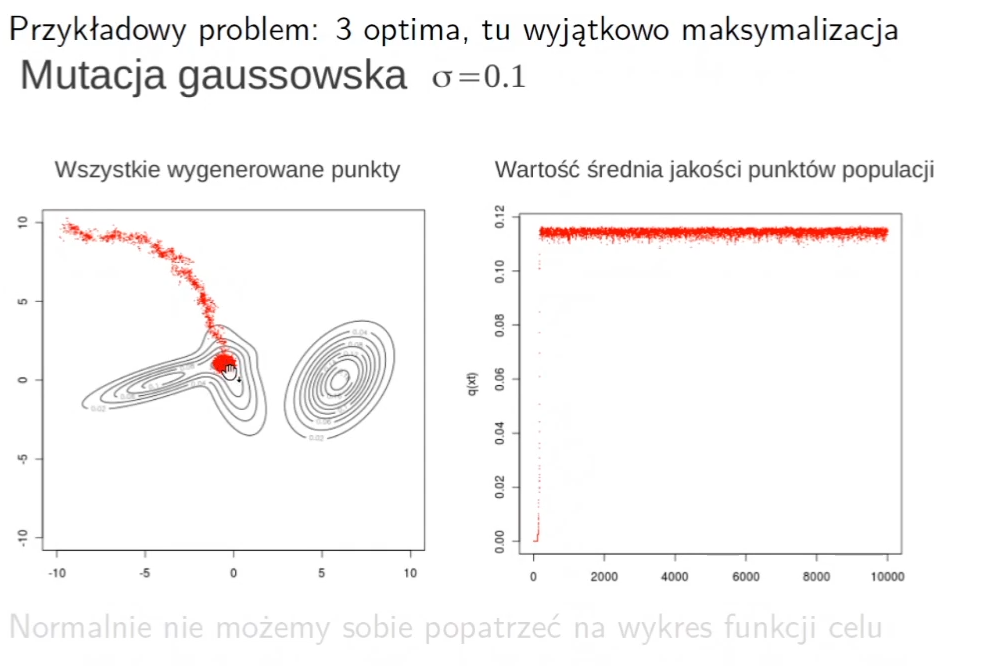 Przykładowy problem: 3 optima, tu wyjątkowo maksymalizacja
Mutacja gaussowska σ=0.1
Wszystkie wygenerowane punkty
Wartość średnia jakości punktów populacji
10
5
0
-5
-10
-10 -5 0 5 10
0.02
0.04
0.02
0.04
0.06
0.02
q(xt)
0.12
0.10
0.08
0.06
0.04
0.02
0.00
0 2000 4000 6000 8000 10000
Normalnie nie możemy sobie popatrzeć na wykres funkcji celu